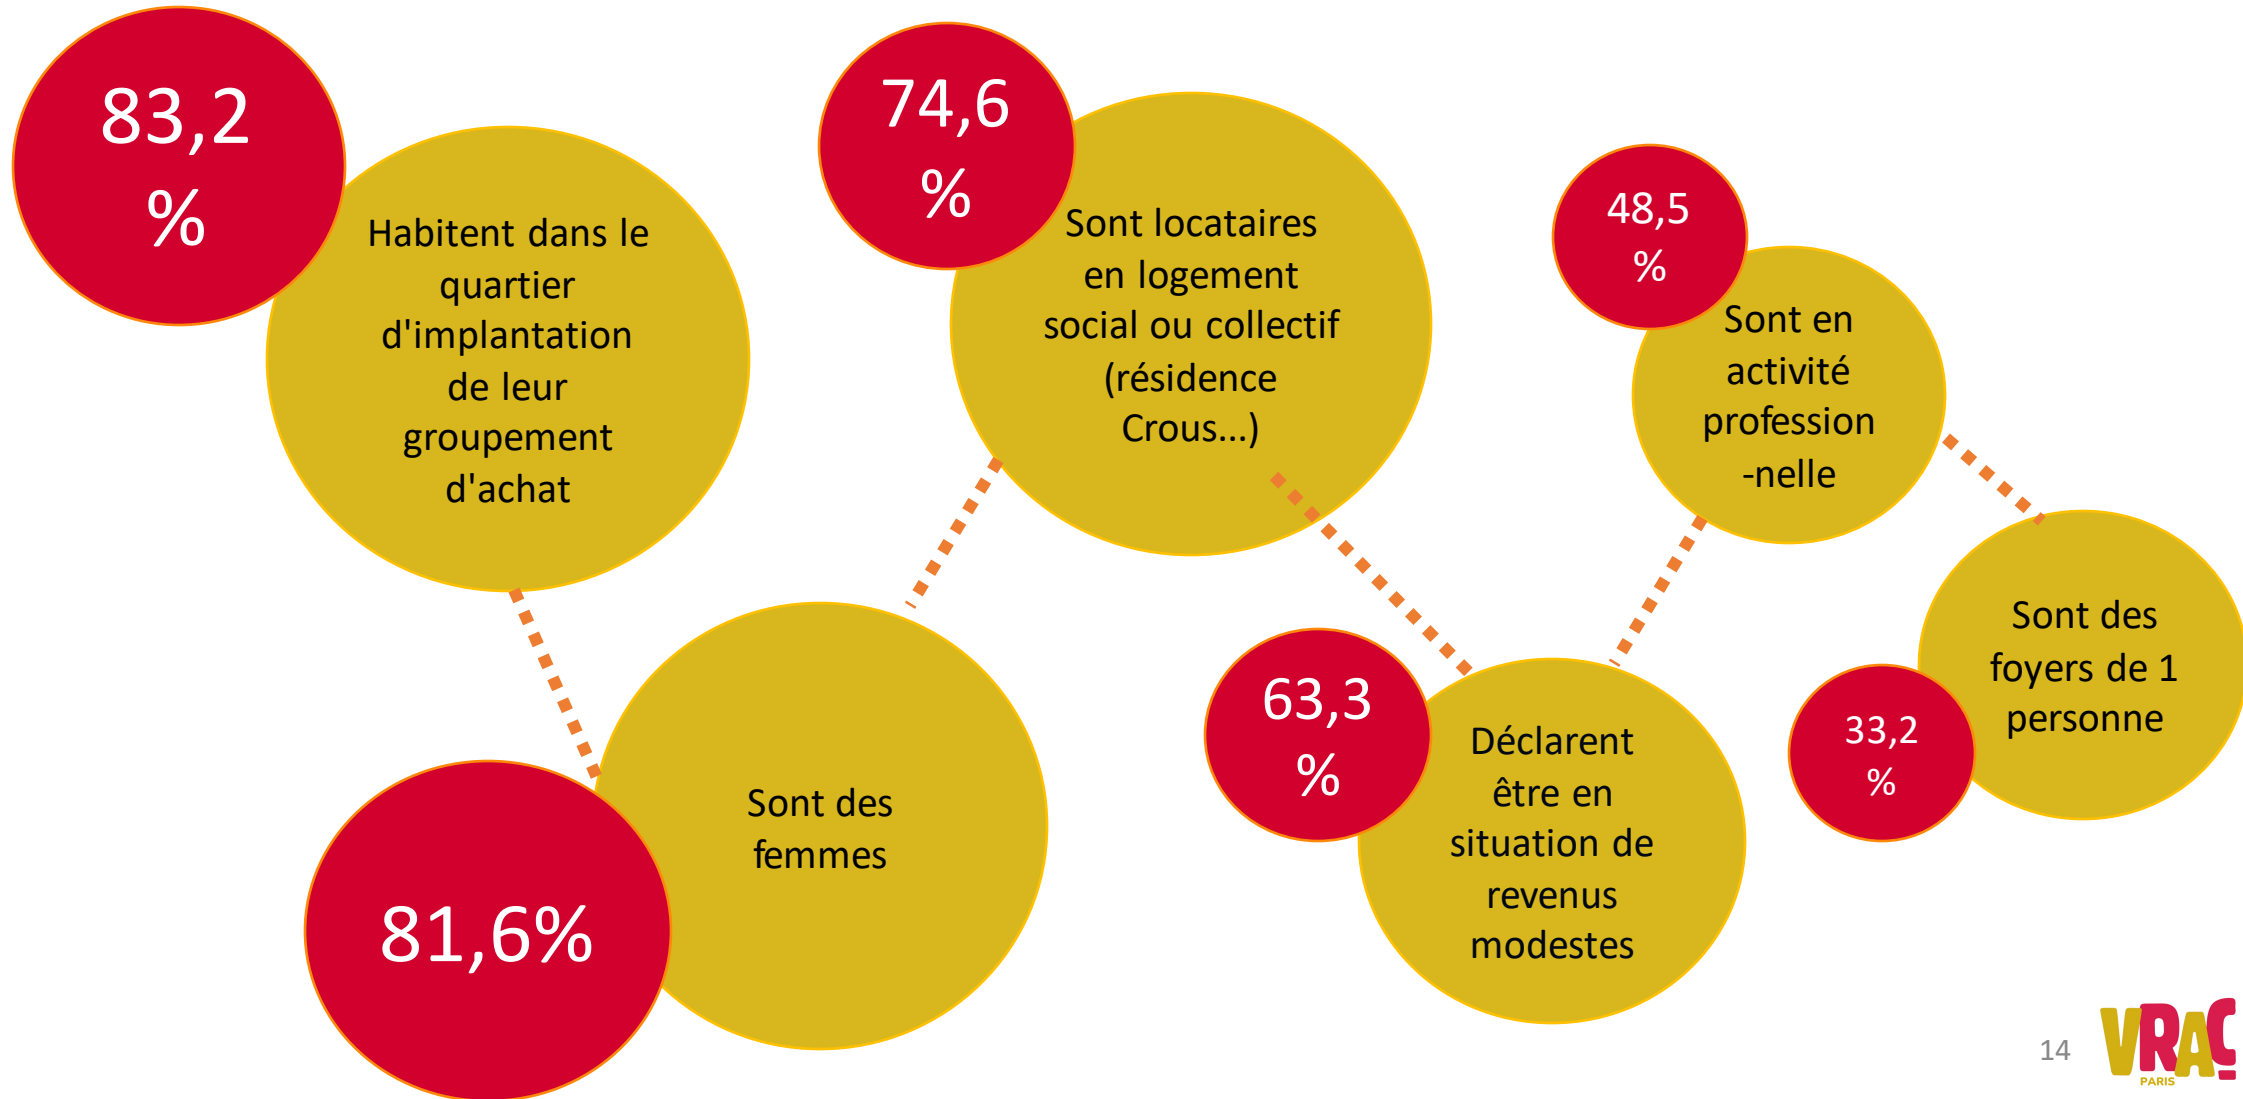 83,2
%
Habitent dans le
quartier
d'implantation
de leur
groupement
d'achat
81,6%
Sont des
femmes
74,6
%
Sont locataires
en logement
social ou collectif
(résidence
Crous...)
63,3
%
Déclarent
être en
situation de
revenus
modestes
48,5
%
Sont en
activité
profession
-nelle
33,2
%
Sont des
foyers de 1
personne
14
VRAC
PARIS